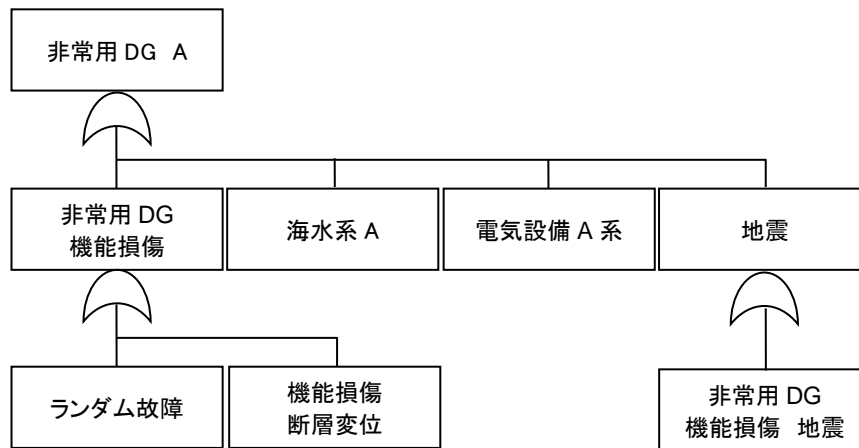 非常用 DG A
非常用 DG
機能損傷
海水系 A
電気設備 A 系
地震
ランダム故障
機能損傷
断層変位
非常用 DG
機能損傷 地震